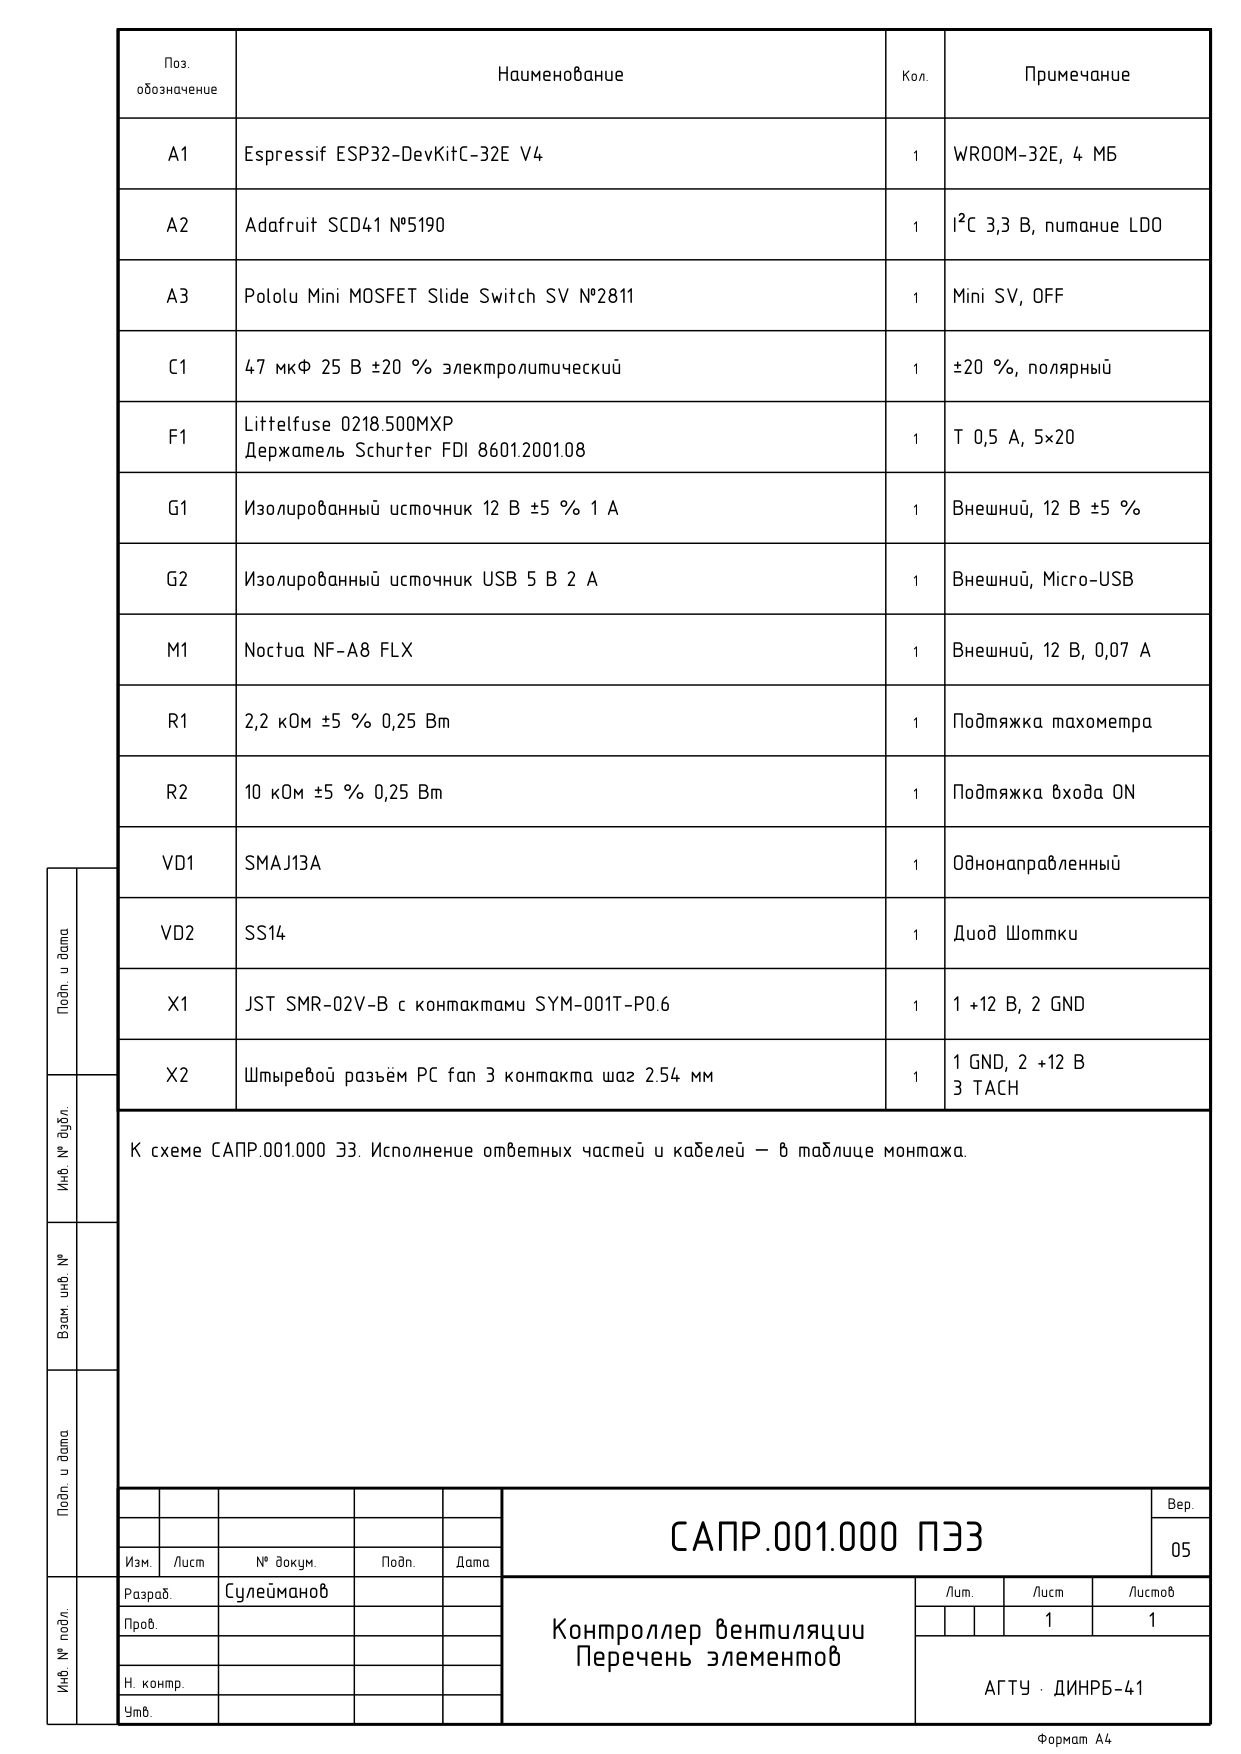 Поз.
обозначение
Наименование
Кол.
Примечание
A1
Espressif ESP32-DevKitC-32E V4
1
WROOM-32E, 4 МБ
A2
Adafruit SCD41 №5190
1
I²C 3,3 В, питание LDO
A3
Pololu Mini MOSFET Slide Switch SV №2811
1
Mini SV, OFF
C1
47 мкФ 25 В ±20 % электролитический
1
±20 %, полярный
F1
Littelfuse 0218.500MXP
Держатель Schurter FDI 8601.2001.08
1
T 0,5 А, 5×20
G1
Изолированный источник 12 В ±5 % 1 А
1
Внешний, 12 В ±5 %
G2
Изолированный источник USB 5 В 2 А
1
Внешний, Micro-USB
M1
Noctua NF-A8 FLX
1
Внешний, 12 В, 0,07 А
R1
2,2 кОм ±5 % 0,25 Вт
1
Подтяжка тахометра
R2
10 кОм ±5 % 0,25 Вт
1
Подтяжка входа ON
VD1
SMAJ13A
1
Однонаправленный
VD2
SS14
1
Диод Шоттки
X1
JST SMR-02V-B с контактами SYM-001T-P0.6
1
1 +12 В, 2 GND
X2
Штыревой разъём PC fan 3 контакта шаг 2.54 мм
1
1 GND, 2 +12 В
3 TACH
К схеме САПР.001.000 ЭЗ. Исполнение ответных частей и кабелей — в таблице монтажа.
Подп. и дата
Инв. № дубл.
Взам. инв. №
Подп. и дата
Инв. № подл.
САПР.001.000 ПЭЗ
Вер.
05
Изм.
Лист
№ докум.
Подп.
Дата
Разраб.
Сулейманов
Пров.
Н. контр.
Утв.
Контроллер вентиляции
Перечень элементов
Лит.
Лист
Листов
1
1
АГТУ · ДИНРБ-41
Формат А4